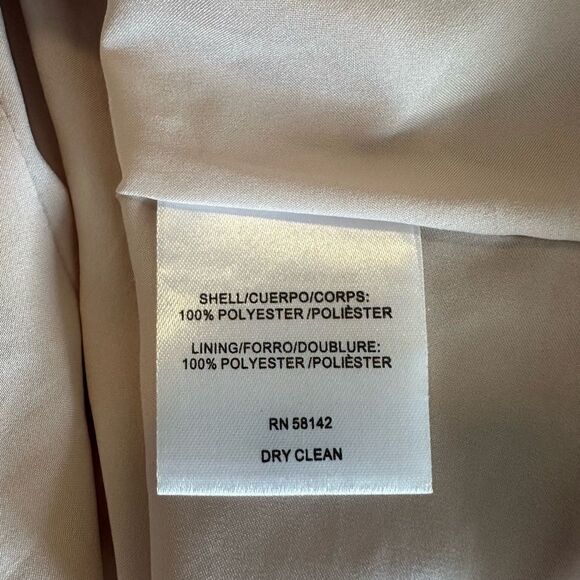 SHELL/CUERPO/CORPS:
100% POLYESTER /POLIÈSTER
LINING/FORRO/DOUBLURE:
100% POLYESTER /POLIÈSTER
RN 58142
DRY CLEAN